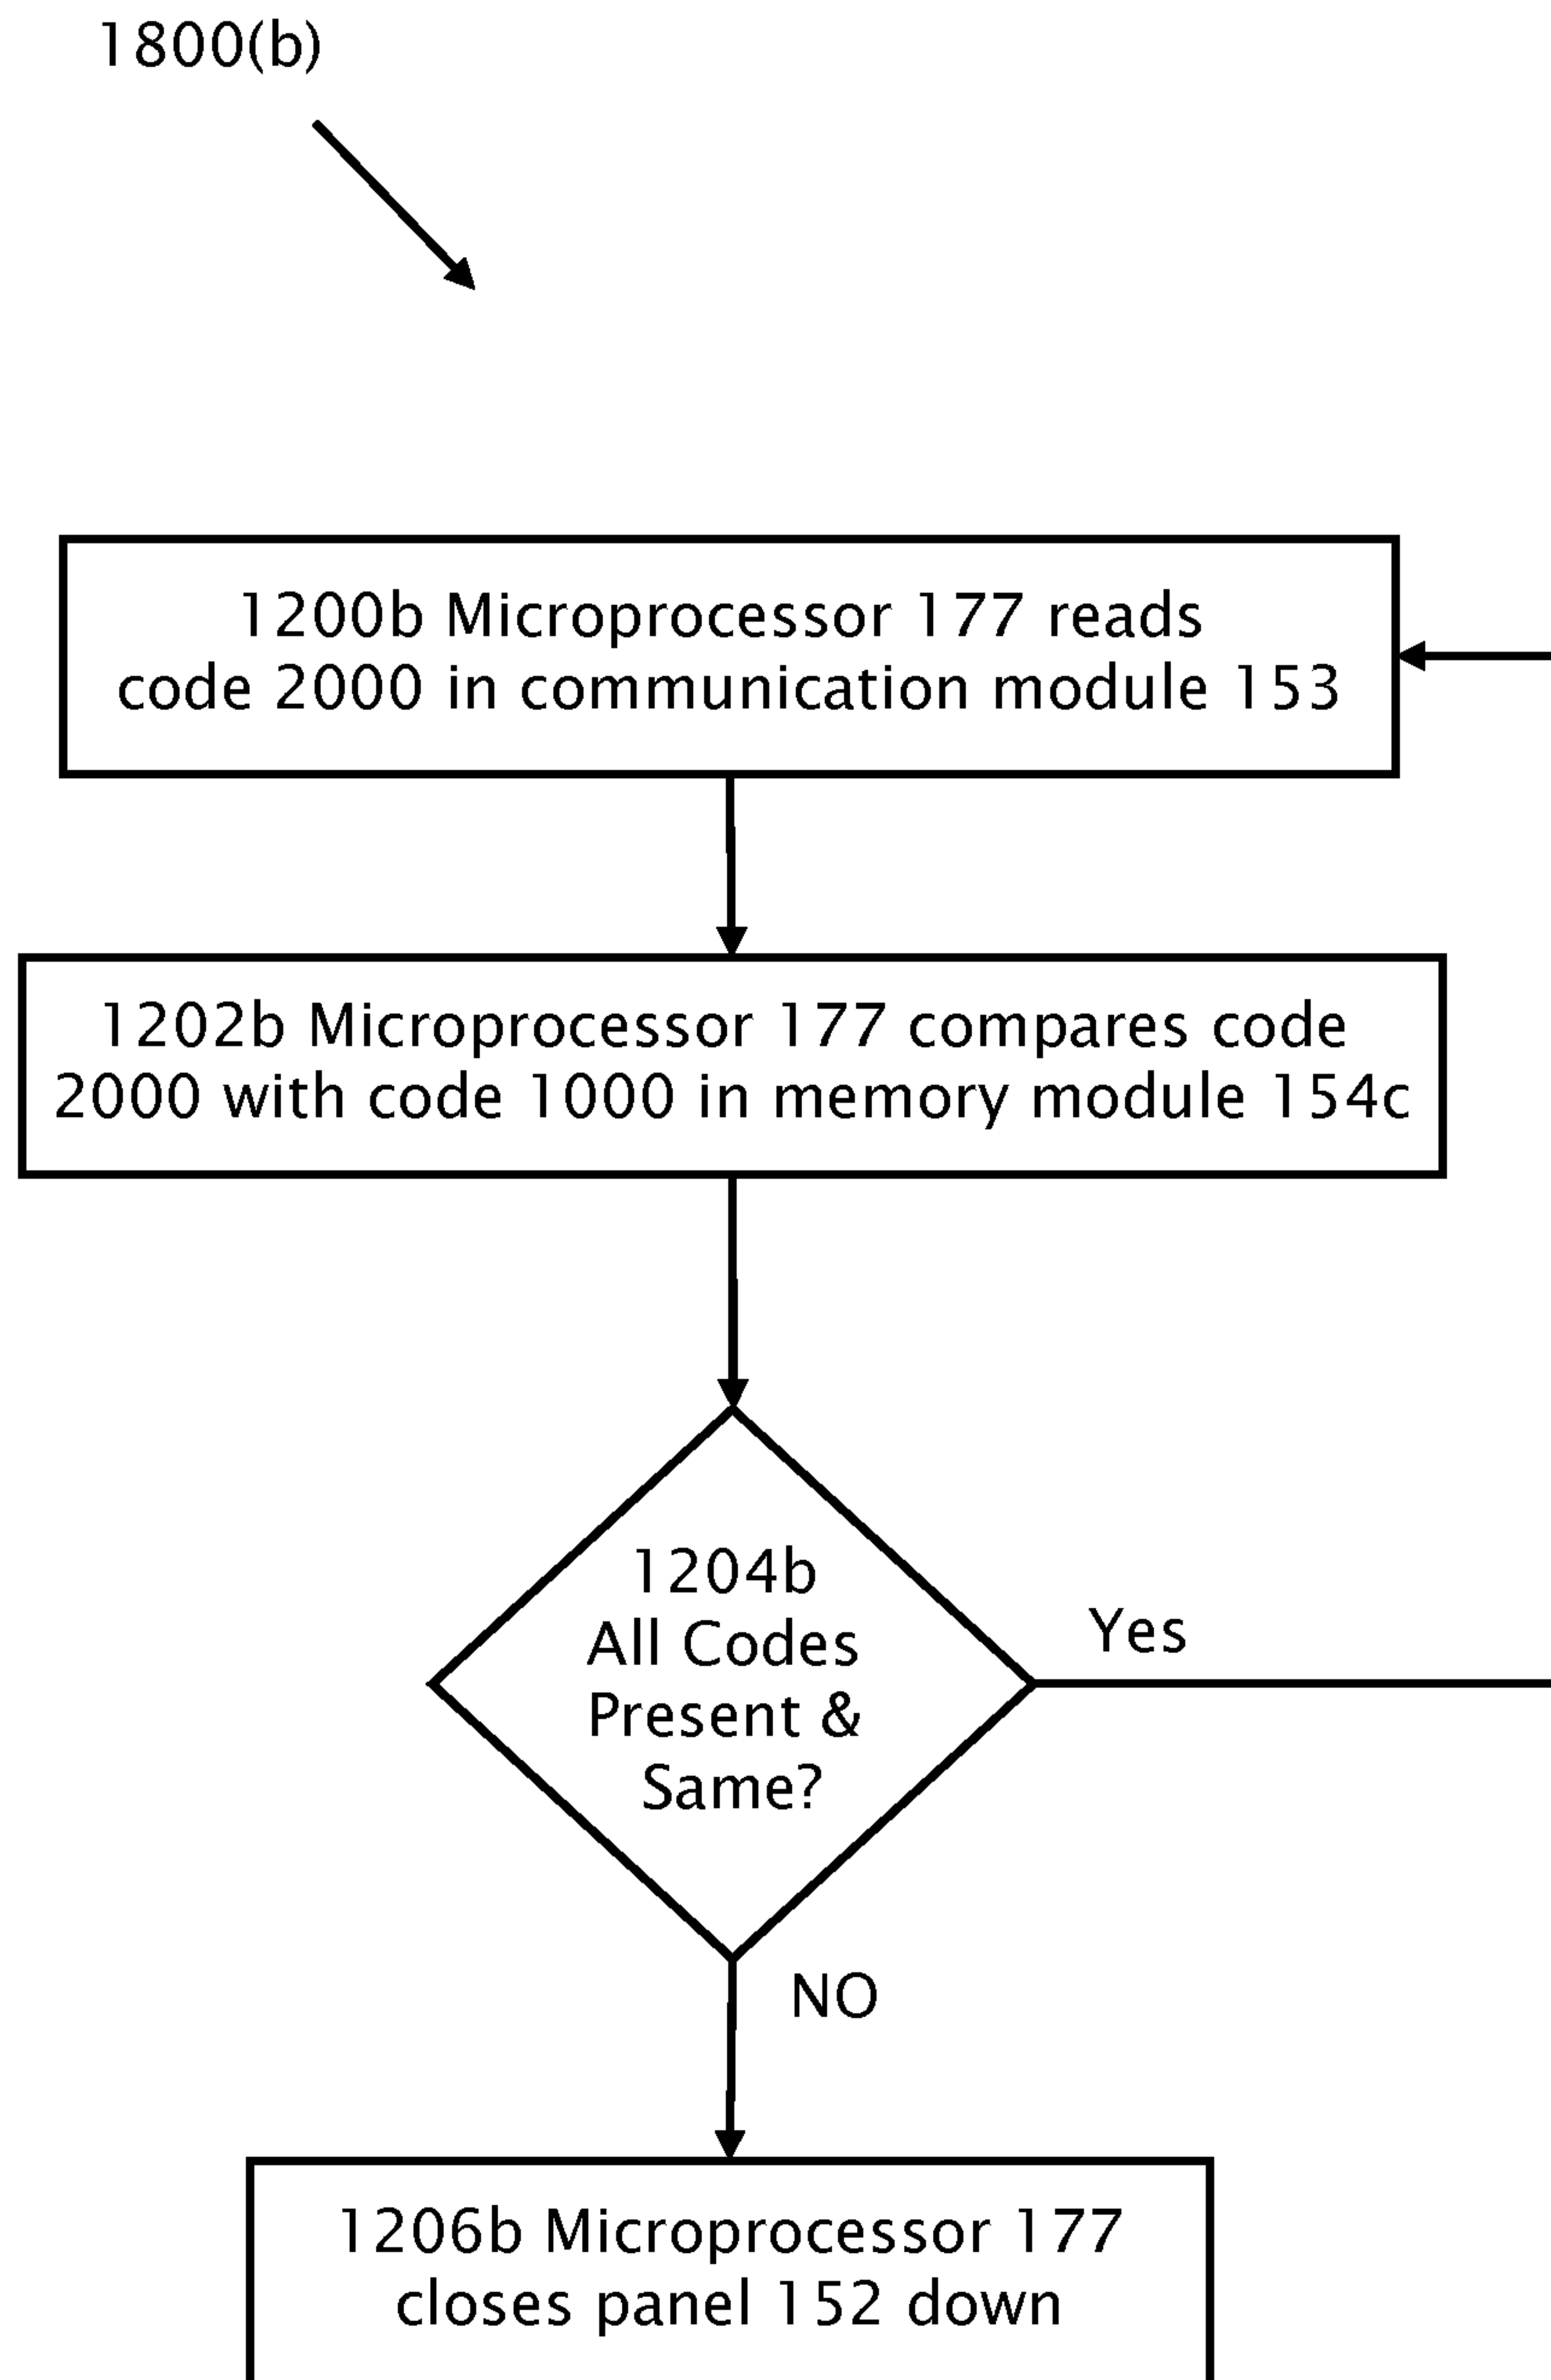 1800(b)
1200b Microprocessor 177 reads
code 2000 in communication module 153
1202b Microprocessor 177 compares code
2000 with code 1000 in memory module 154c
1204b
All Codes
Present &
Same?
Yes
NO
1206b Microprocessor 177
closes panel 152 down